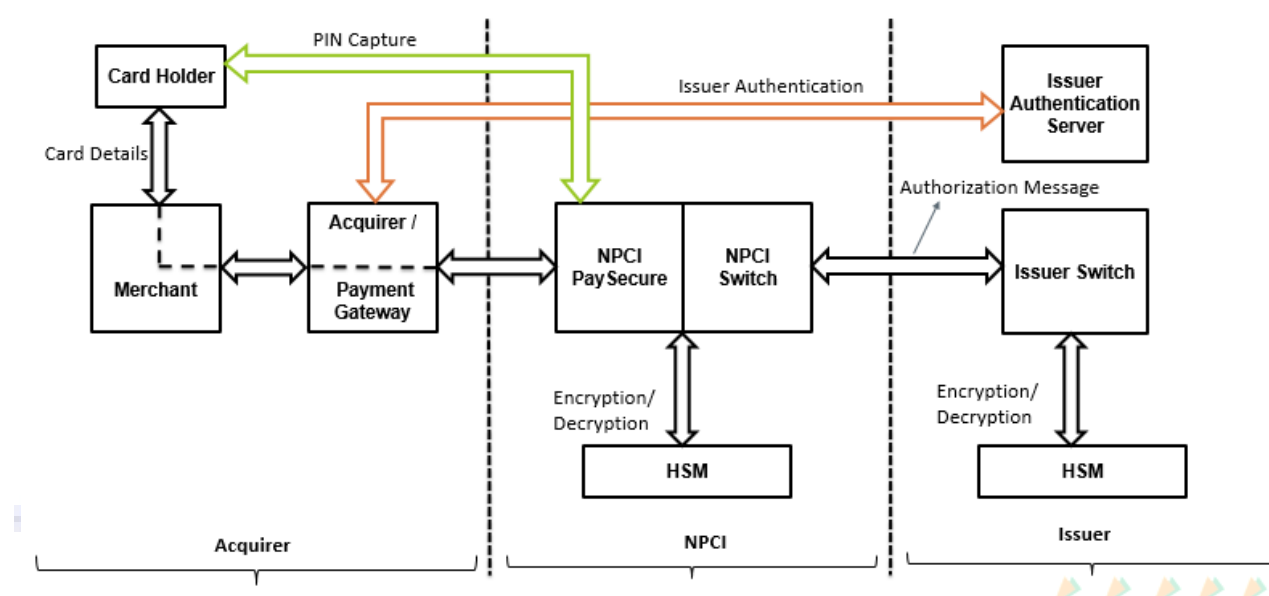 PIN Capture
Card Holder
Issuer Authentication
Issuer
Authentication
Server
Card Details
Authorization Message
Merchant
Acquirer /
Payment
Gateway
NPCI
PaySecure
NPCI
Switch
Issuer Switch
Encryption/
Decryption
Encryption/
Decryption
HSM
HSM
Acquirer
NPCI
Issuer